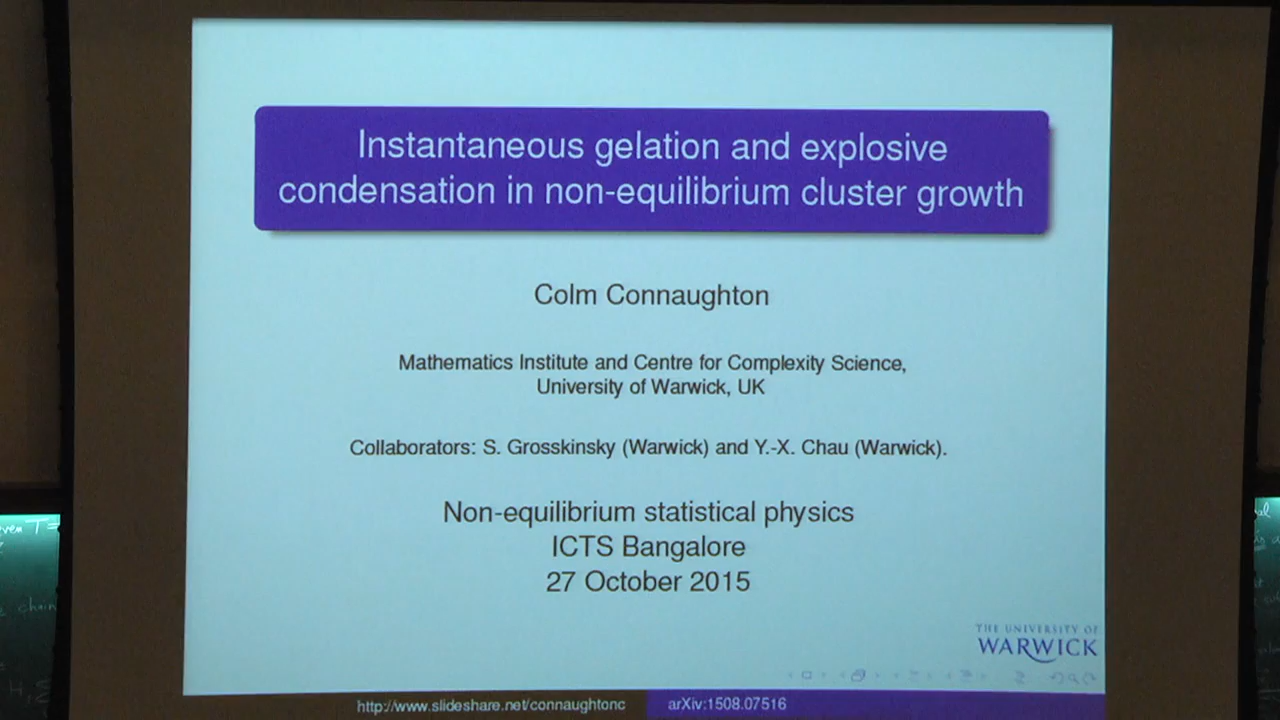 Instantaneous gelation and explosive
condensation in non-equilibrium cluster growth
Colm Connaughton
Mathematics Institute and Centre for Complexity Science,
University of Warwick, UK
Collaborators: S. Grosskinsky (Warwick) and Y.-X. Chau (Warwick).
Non-equilibrium statistical physics
ICTS Bangalore
27 October 2015
THE UNIVERSITY OF
WARWICK
http://www.slideshare.net/connaughtonc
arXiv:1508.07516
chain